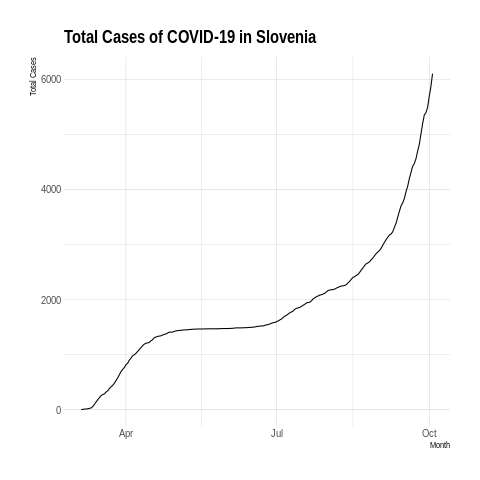 Total Cases of COVID-19 in Slovenia
Total Cases
6000
4000
2000
0
Apr
Jul
Oct
Month